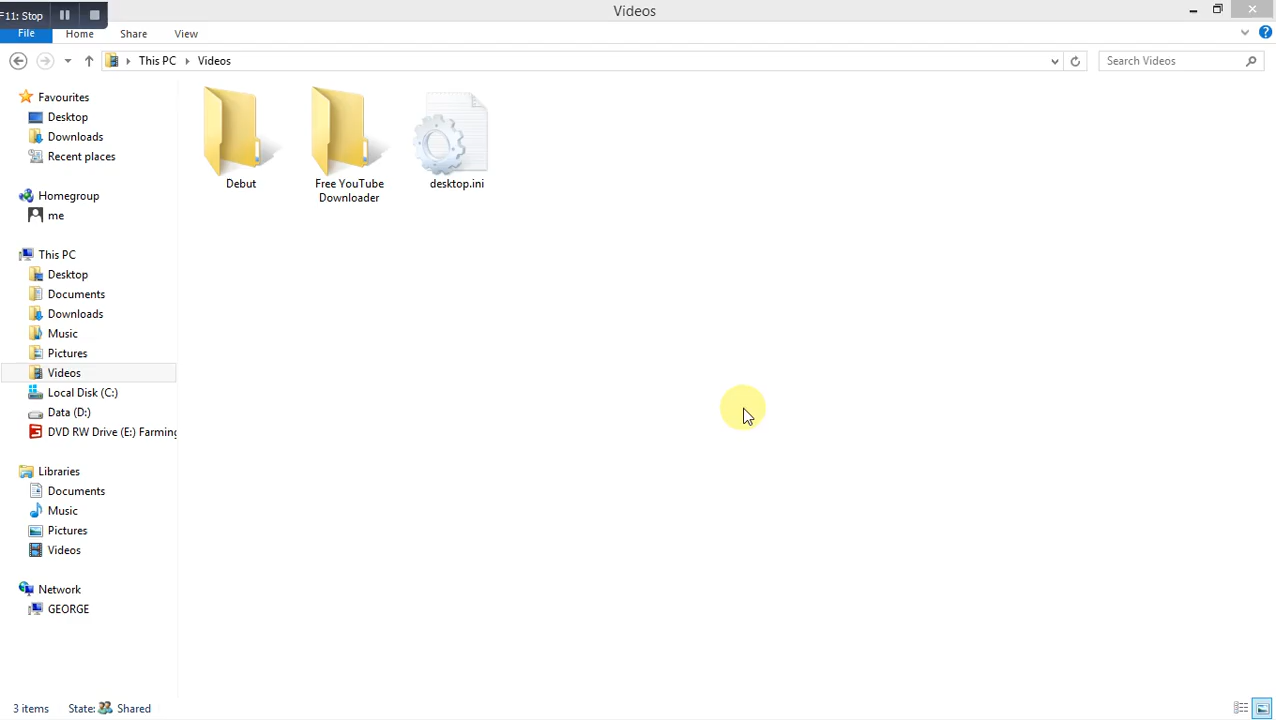 F11: Stop
Videos
File
Home
Share
View
This PC
Videos
Search Videos
Favourites
Desktop
Downloads
Recent places
Homegroup
me
This PC
Desktop
Documents
Downloads
Music
Pictures
Videos
Local Disk (C:)
Data (D:)
DVD RW Drive (E:) Farming
Libraries
Documents
Music
Pictures
Videos
Network
GEORGE
Debut
Free YouTube
Downloader
desktop.ini
3 items
State:
Shared